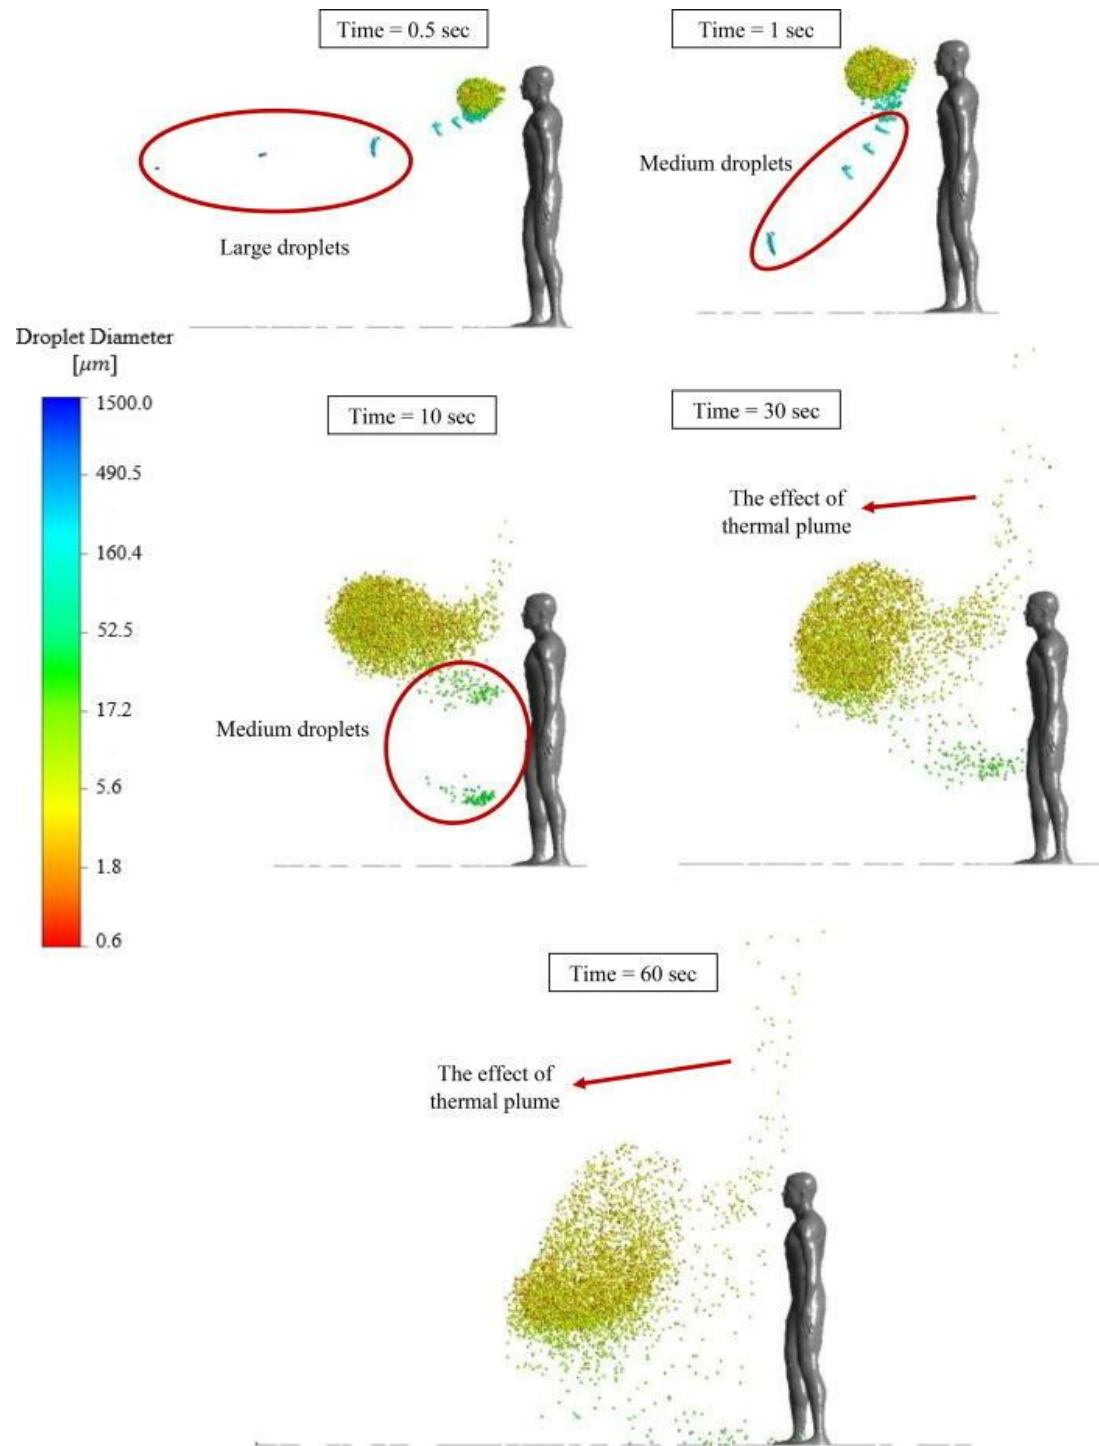 Time = 0.5 sec
Time = 1 sec
Medium droplets
Large droplets
Droplet Diameter
[μm]
1500.0
490.5
160.4
52.5
17.2
5.6
1.8
0.6
Time = 10 sec
Time = 30 sec
The effect of
thermal plume
Medium droplets
Time = 60 sec
The effect of
thermal plume